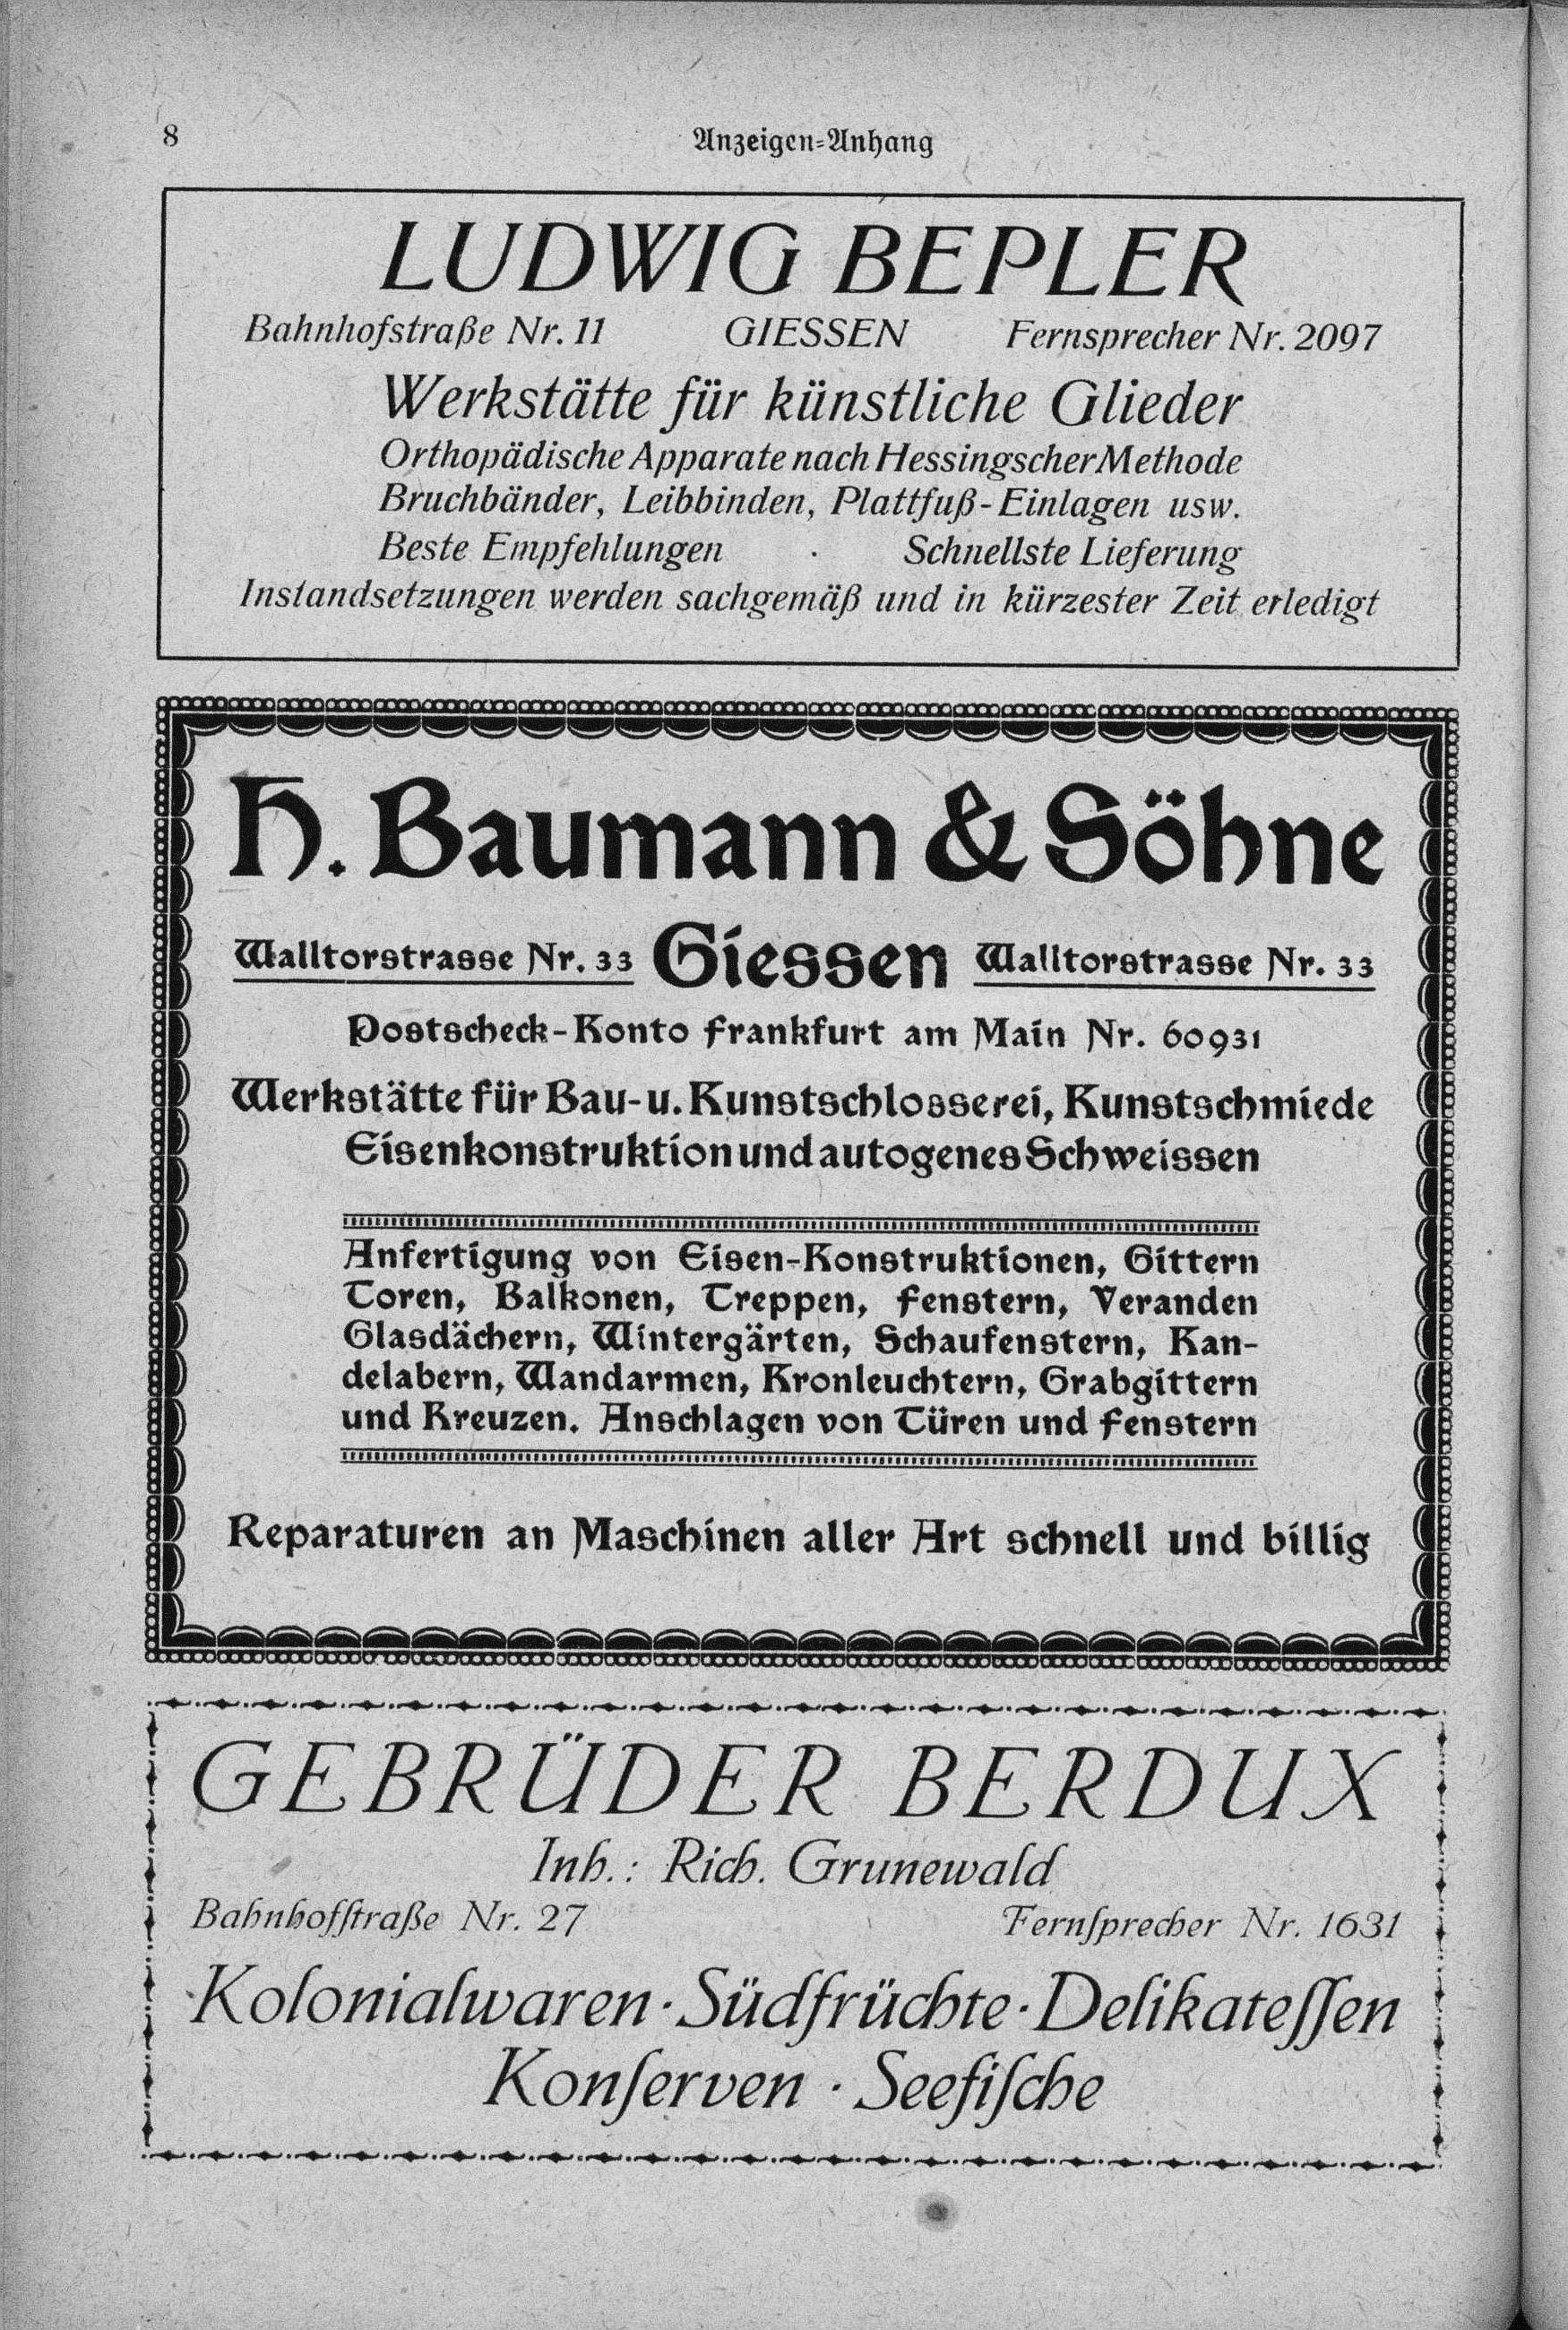 8
Anzeigen=Anhang
LUDWIG BEPLER
Bahnhofstraße Nr. 11 GIESSEN Fernsprecher Nr. 2097
Werkstätte für künstliche Glieder
Orthopädische Apparate nach Hessingscher Methode
Bruchbänder, Leibbinden, Plattfuß-Einlagen usw.
Beste Empfehlungen · Schnellste Lieferung
Instandsetzungen werden sachgemäß und in kürzester Zeit erledigt
H. Baumann & Söhne
Walltorstrasse Nr. 33 Giessen Walltorstrasse Nr. 33
Postscheck-Konto Frankfurt am Main Nr. 60931
Werkstätte für Bau- u. Kunstschlosserei, Kunstschmiede
Eisenkonstruktion und autogenes Schweissen
Anfertigung von Eisen-Konstruktionen, Gittern
Toren, Balkonen, Treppen, Fenstern, Veranden
Glasdächern, Wintergärten, Schaufenstern, Kan-
delabern, Wandarmen, Kronleuchtern, Grabgittern
und Kreuzen. Anschlagen von Türen und Fenstern
Reparaturen an Maschinen aller Art schnell und billig
GEBRÜDER BERDUX
Inh.: Rich. Grunewald
Bahnhofſtraße Nr. 27 Fernſprecher Nr. 1631
Kolonialwaren · Südfrüchte · Delikateſſen
Konſerven · Seefiſche